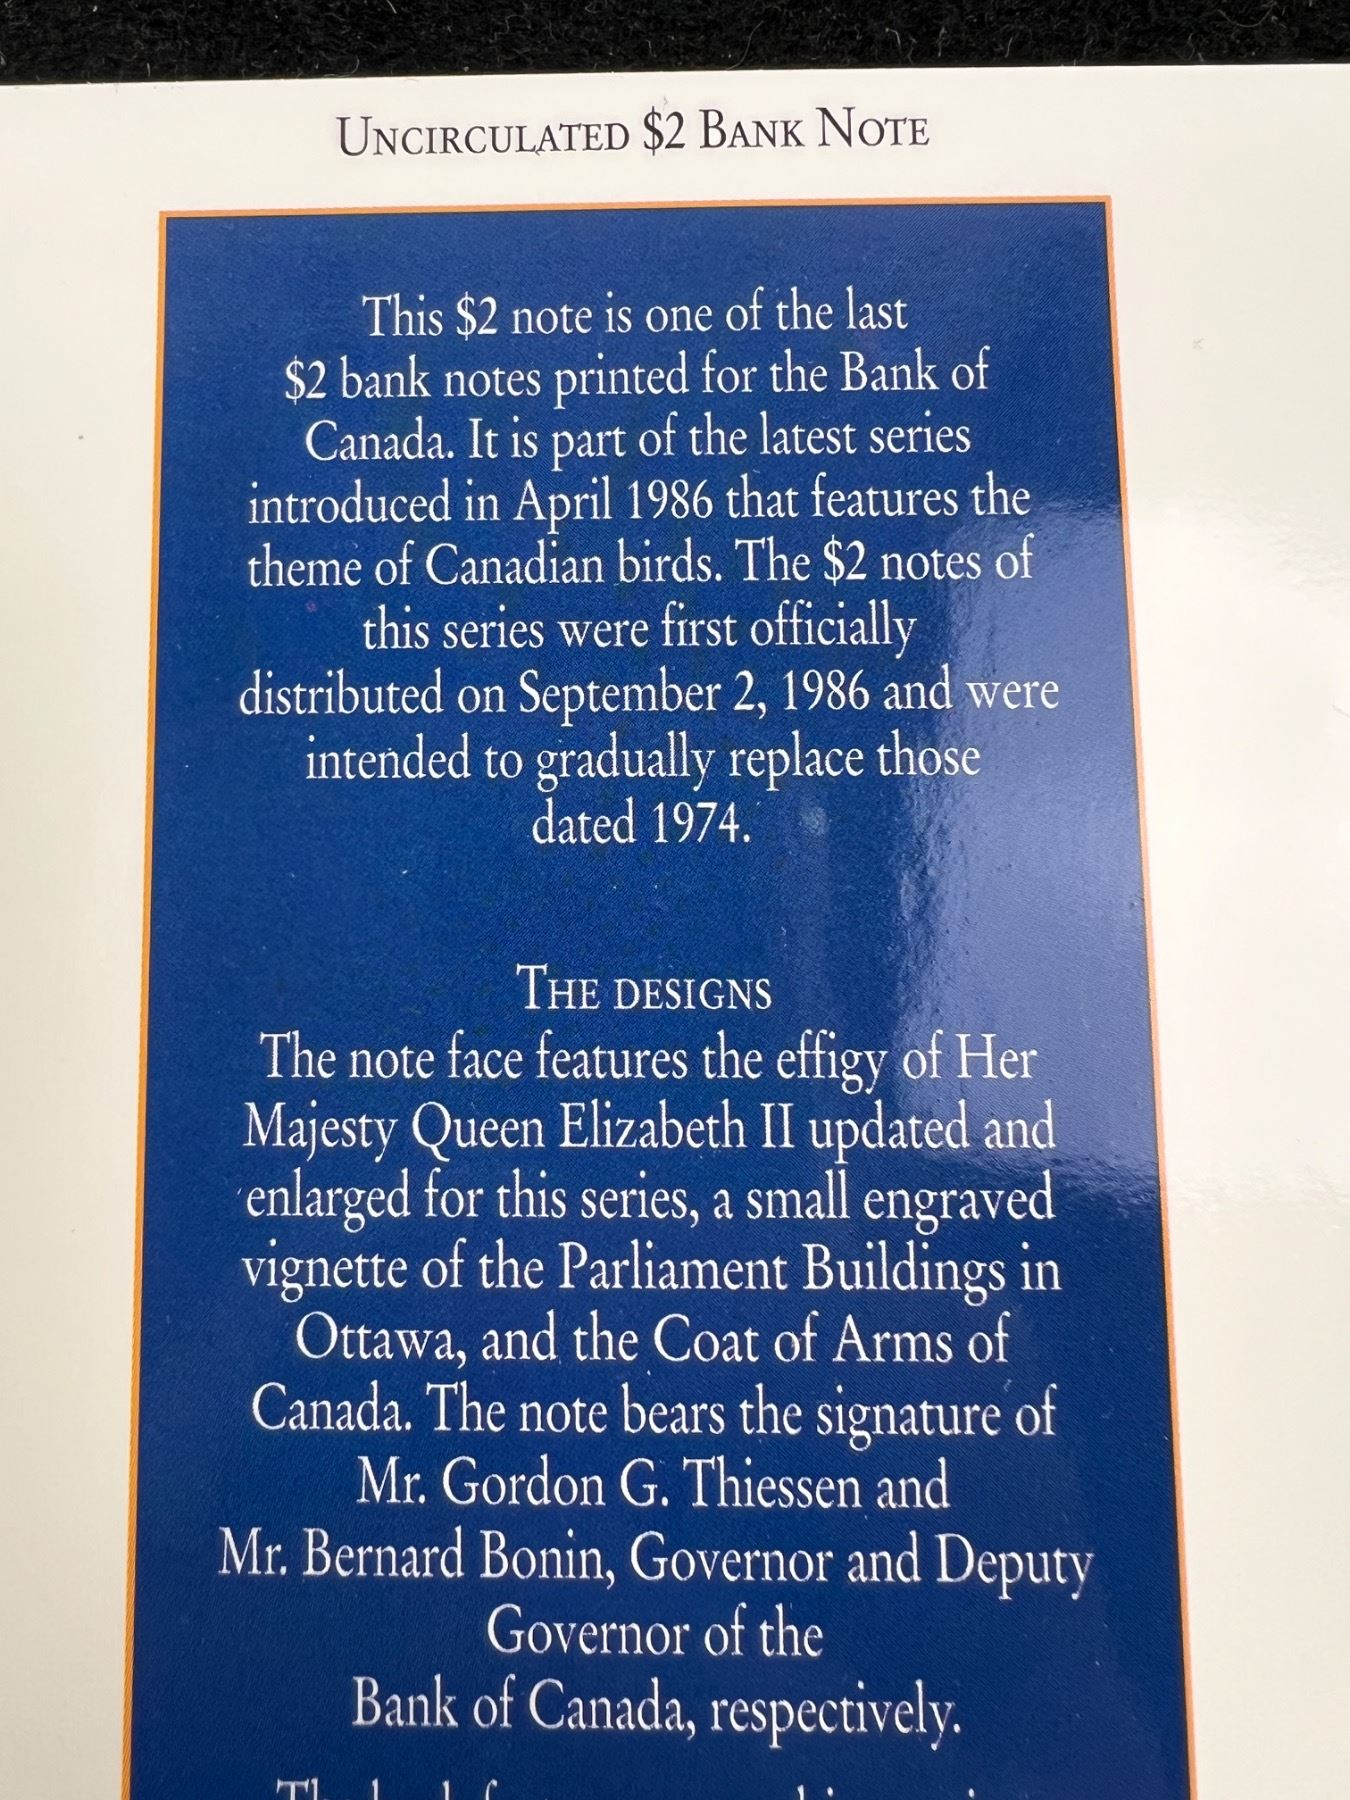 UNCIRCULATED $2 BANK NOTE
This $2 note is one of the last
$2 bank notes printed for the Bank of
Canada. It is part of the latest series
introduced in April 1986 that features the
theme of Canadian birds. The $2 notes of
this series were first officially
distributed on September 2, 1986 and were
intended to gradually replace those
dated 1974.
THE DESIGNS
The note face features the effigy of Her
Majesty Queen Elizabeth II updated and
enlarged for this series, a small engraved
vignette of the Parliament Buildings in
Ottawa, and the Coat of Arms of
Canada. The note bears the signature of
Mr. Gordon G. Thiessen and
Mr. Bernard Bonin, Governor and Deputy
Governor of the
Bank of Canada, respectively.